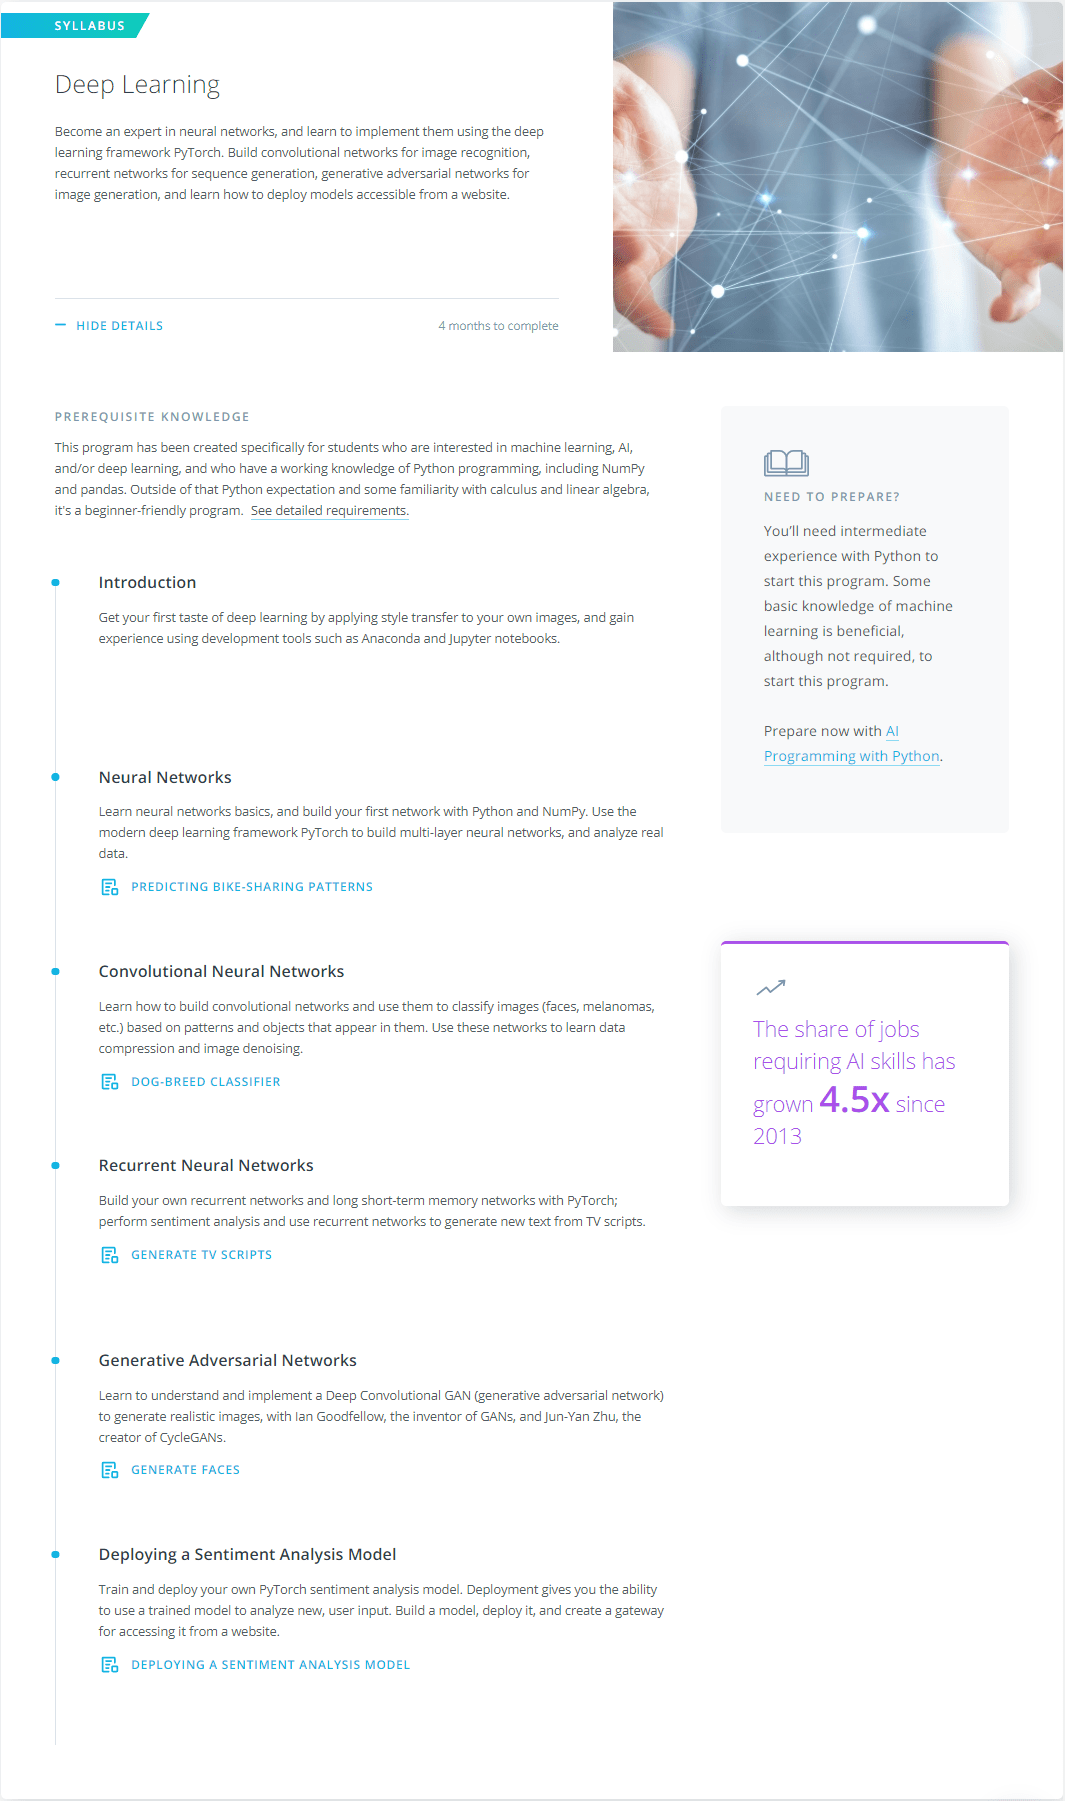 SYLLABUS
Deep Learning
Become an expert in neural networks, and learn to implement them using the deep
learning framework PyTorch. Build convolutional networks for image recognition,
recurrent networks for sequence generation, generative adversarial networks for
image generation, and learn how to deploy models accessible from a website.
HIDE DETAILS
4 months to complete
PREREQUISITE KNOWLEDGE
This program has been created specifically for students who are interested in machine learning, AI,
and/or deep learning, and who have a working knowledge of Python programming, including NumPy
and pandas. Outside of that Python expectation and some familiarity with calculus and linear algebra,
it's a beginner-friendly program. See detailed requirements.
Introduction
Get your first taste of deep learning by applying style transfer to your own images, and gain
experience using development tools such as Anaconda and Jupyter notebooks.
Neural Networks
Learn neural networks basics, and build your first network with Python and NumPy. Use the
modern deep learning framework PyTorch to build multi-layer neural networks, and analyze real
data.
PREDICTING BIKE-SHARING PATTERNS
Convolutional Neural Networks
Learn how to build convolutional networks and use them to classify images (faces, melanomas,
etc.) based on patterns and objects that appear in them. Use these networks to learn data
compression and image denoising.
DOG-BREED CLASSIFIER
Recurrent Neural Networks
Build your own recurrent networks and long short-term memory networks with PyTorch;
perform sentiment analysis and use recurrent networks to generate new text from TV scripts.
GENERATE TV SCRIPTS
Generative Adversarial Networks
Learn to understand and implement a Deep Convolutional GAN (generative adversarial network)
to generate realistic images, with Ian Goodfellow, the inventor of GANs, and Jun-Yan Zhu, the
creator of CycleGANs.
GENERATE FACES
Deploying a Sentiment Analysis Model
Train and deploy your own PyTorch sentiment analysis model. Deployment gives you the ability
to use a trained model to analyze new, user input. Build a model, deploy it, and create a gateway
for accessing it from a website.
DEPLOYING A SENTIMENT ANALYSIS MODEL
NEED TO PREPARE?
You'll need intermediate
experience with Python to
start this program. Some
basic knowledge of machine
learning is beneficial,
although not required, to
start this program.
Prepare now with AI
Programming with Python.
The share of jobs
requiring AI skills has
grown 4.5x since
2013